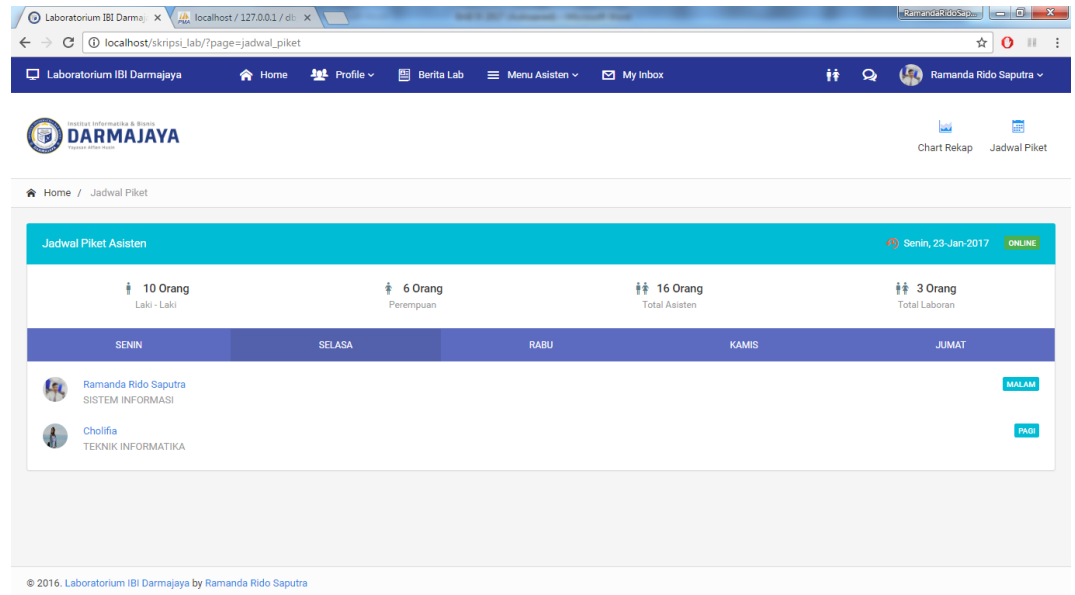 Laboratorium IBI Darmaj
localhost / 127.0.0.1 / db
RamandaRidoSap...
localhost/skripsi_lab/?page=jadwal_piket
Laboratorium IBI Darmajaya Home Profile Berita Lab Menu Asisten My Inbox Ramanda Rido Saputra
Institut Informatika & Bisnis
DARMAJAYA
Yayasan Alfian Husin
Chart Rekap Jadwal Piket
Home / Jadwal Piket
Jadwal Piket Asisten Senin, 23-Jan-2017 ONLINE
10 Orang 6 Orang 16 Orang 3 Orang
Laki - Laki Perempuan Total Asisten Total Laboran
SENIN SELASA RABU KAMIS JUMAT
Ramanda Rido Saputra MALAM
SISTEM INFORMASI
Cholifia PAGI
TEKNIK INFORMATIKA
© 2016. Laboratorium IBI Darmajaya by Ramanda Rido Saputra